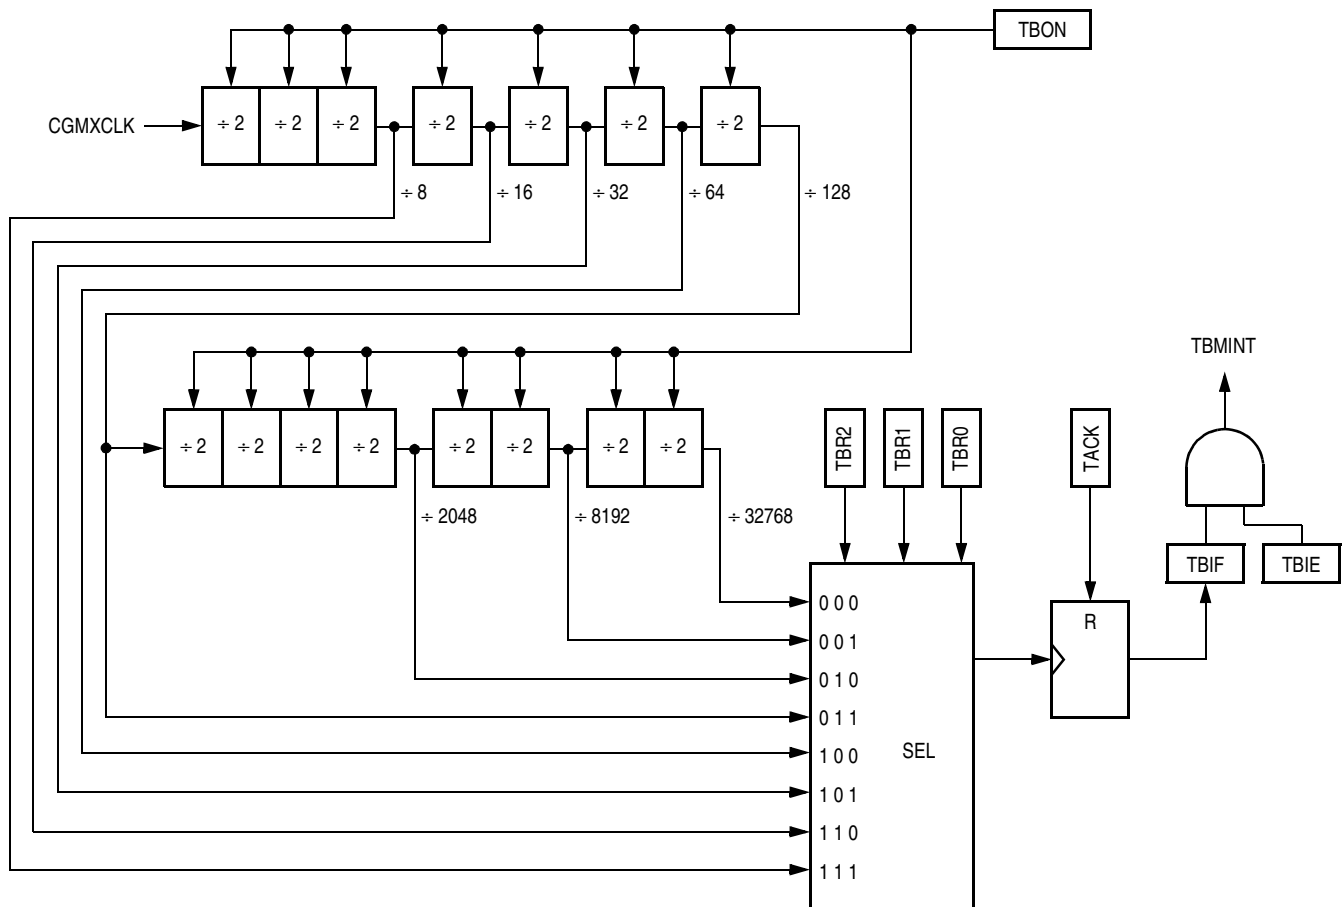 TBON
CGMXCLK
÷ 2
÷ 2
÷ 2
÷ 2
÷ 2
÷ 2
÷ 2
÷ 8
÷ 16
÷ 32
÷ 64
÷ 128
TBMINT
÷ 2
÷ 2
÷ 2
÷ 2
÷ 2
÷ 2
÷ 2
÷ 2
TBR2
TBR1
TBR0
TACK
÷ 2048
÷ 8192
÷ 32768
TBIF
TBIE
0 0 0
R
0 0 1
0 1 0
0 1 1
1 0 0
SEL
1 0 1
1 1 0
1 1 1